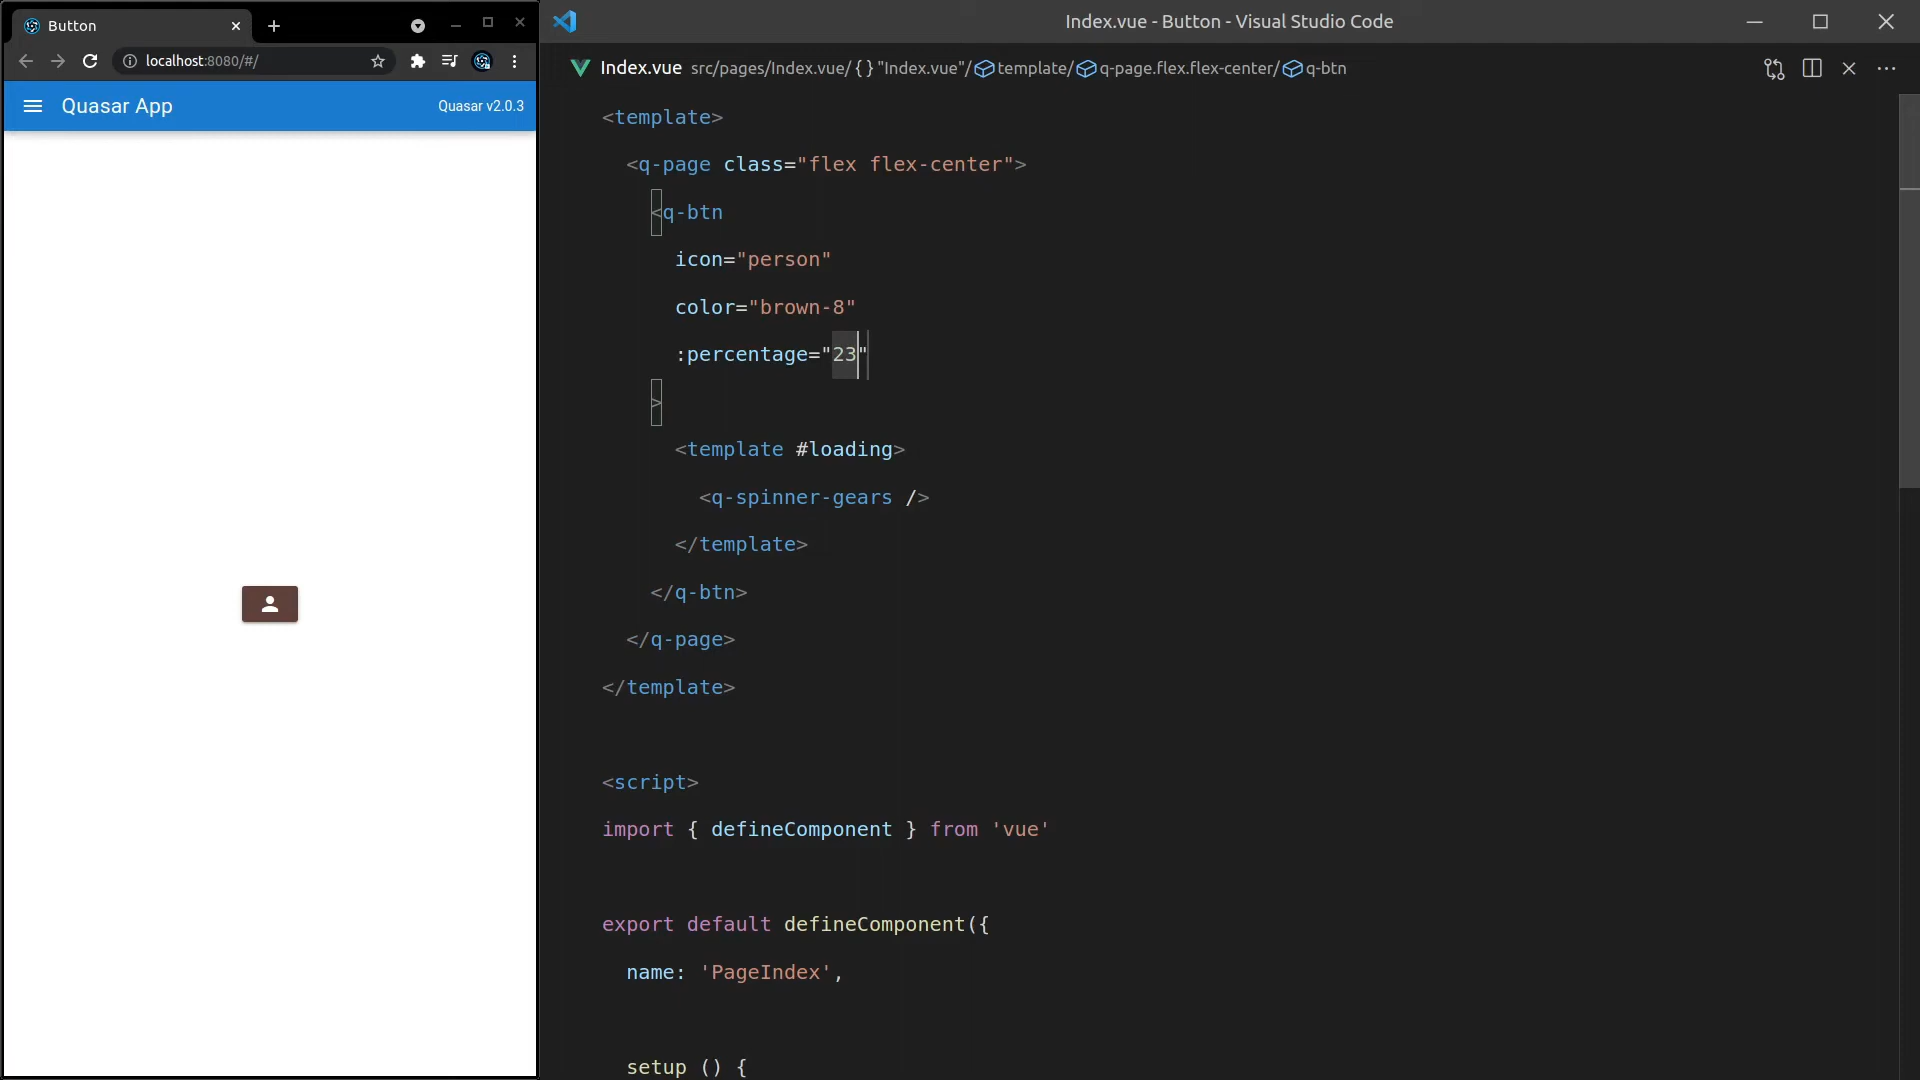 Button
localhost:8080/#/
Quasar App
Quasar v2.0.3
Index.vue - Button - Visual Studio Code
Index.vue src/pages/Index.vue/ {} "Index.vue"/ template/ q-page.flex.flex-center/ q-btn
<template>
<q-page class="flex flex-center">
<q-btn
icon="person"
color="brown-8"
:percentage="23"
>
<template #loading>
<q-spinner-gears />
</template>
</q-btn>
</q-page>
</template>
<script>
import { defineComponent } from 'vue'
export default defineComponent({
name: 'PageIndex',
setup () {